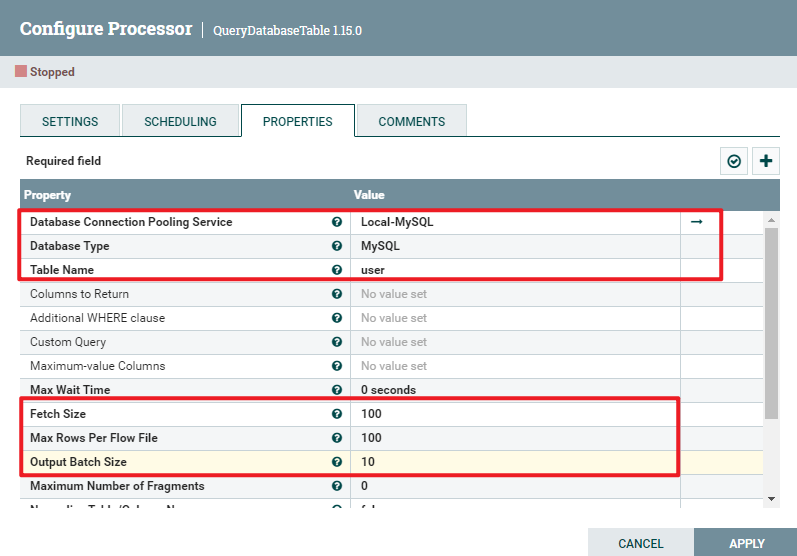 Configure Processor | QueryDatabaseTable 1.15.0
Stopped
SETTINGS SCHEDULING PROPERTIES COMMENTS
Required field
Property Value
Database Connection Pooling Service Local-MySQL
Database Type MySQL
Table Name user
Columns to Return No value set
Additional WHERE clause No value set
Custom Query No value set
Maximum-value Columns No value set
Max Wait Time 0 seconds
Fetch Size 100
Max Rows Per Flow File 100
Output Batch Size 10
Maximum Number of Fragments 0
CANCEL APPLY